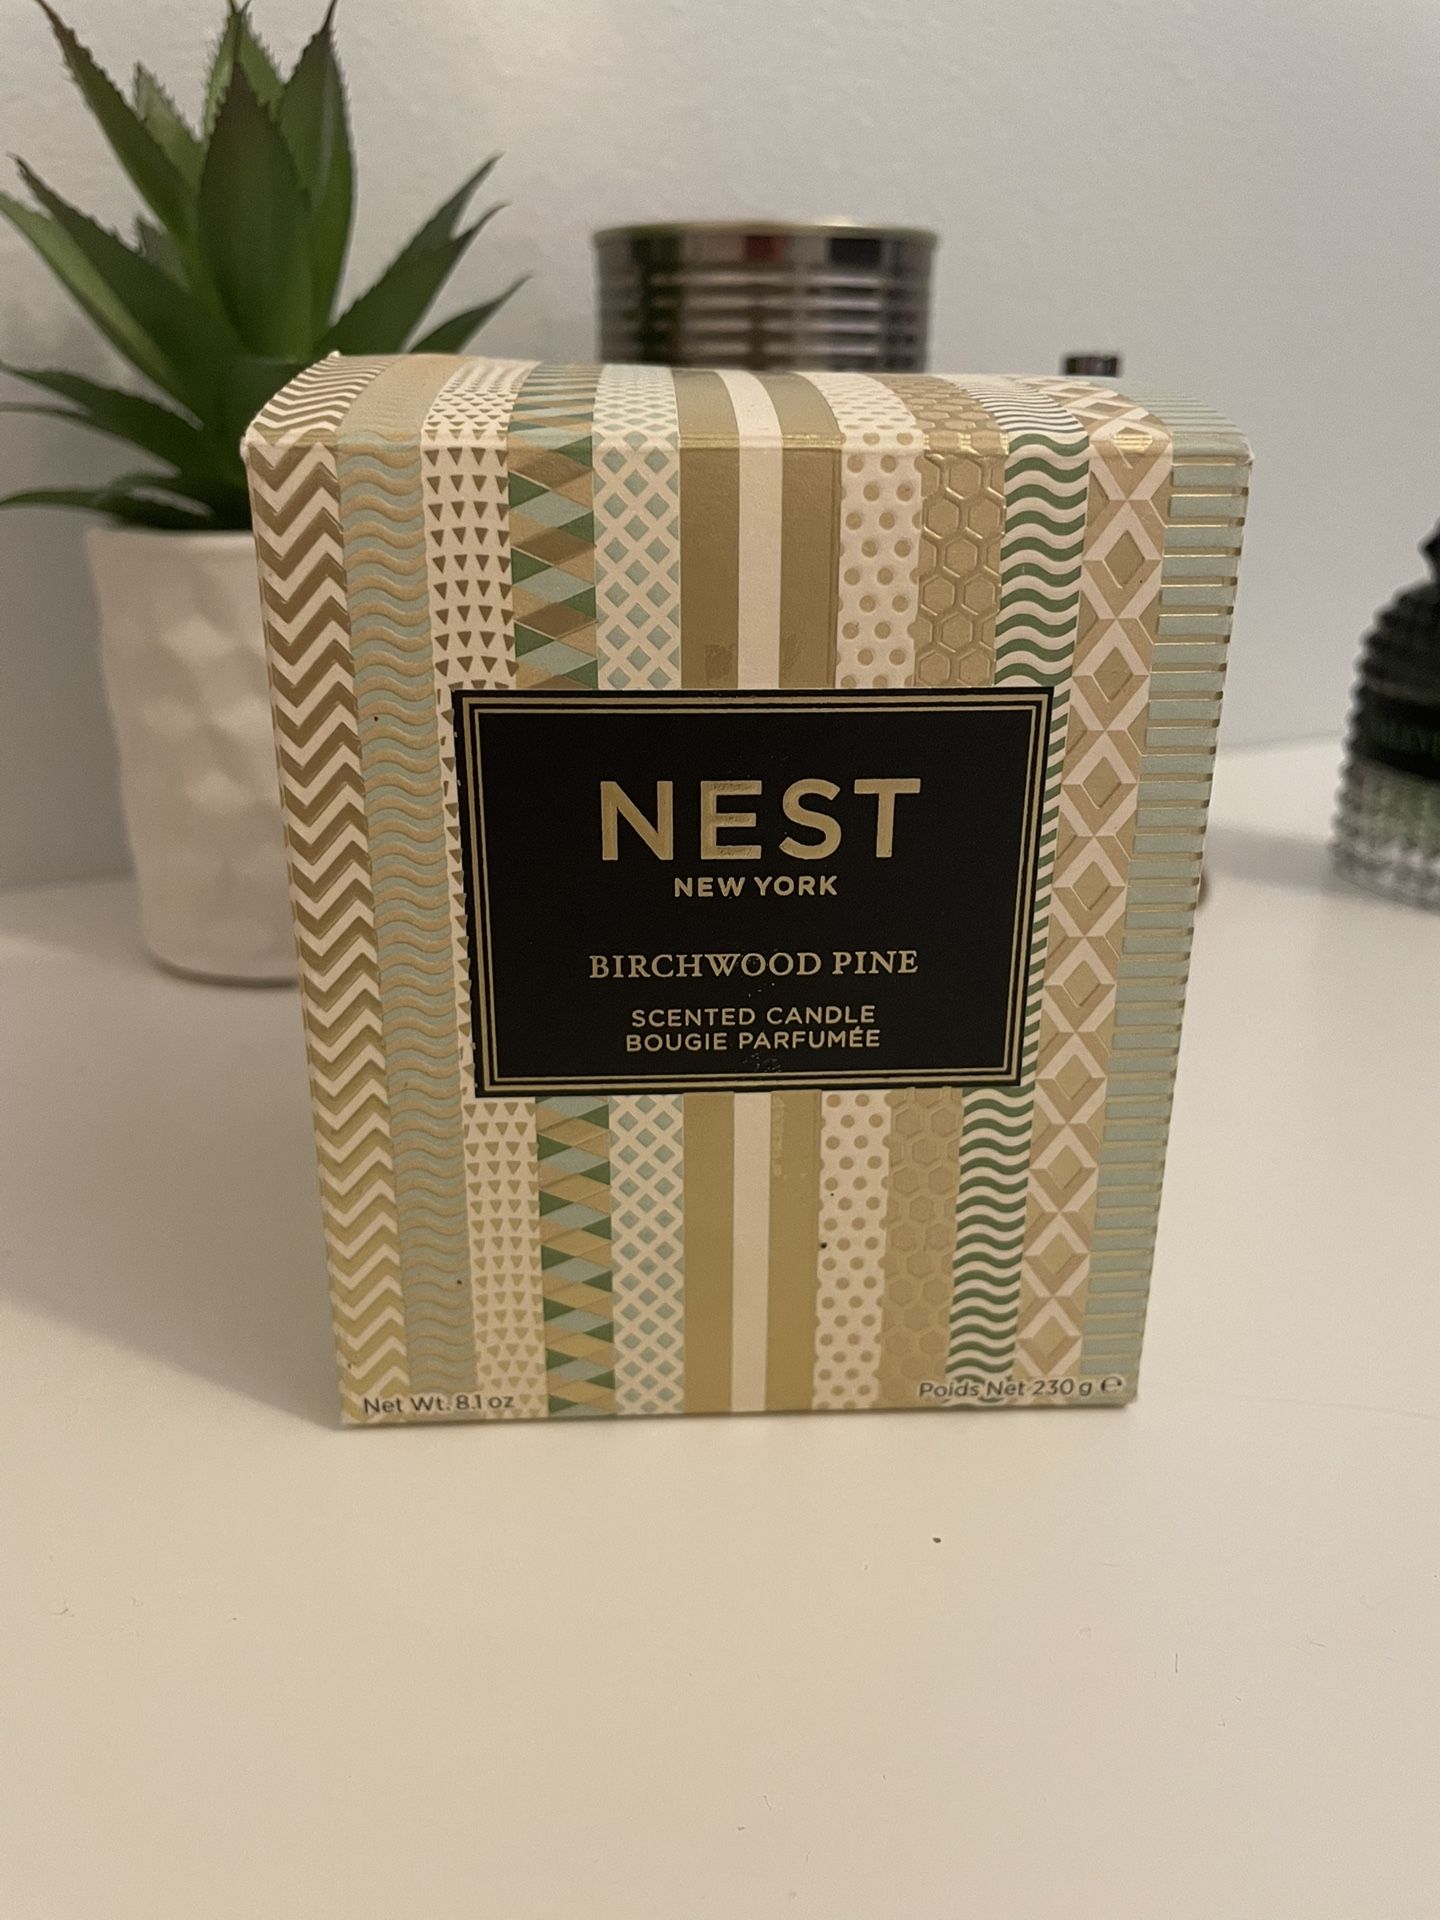 NEST
NEW YORK
BIRCHWOOD PINE
SCENTED CANDLE
BOUGIE PARFUMÉE
Net Wt. 8.1 oz
Poids Net 230 g ℮